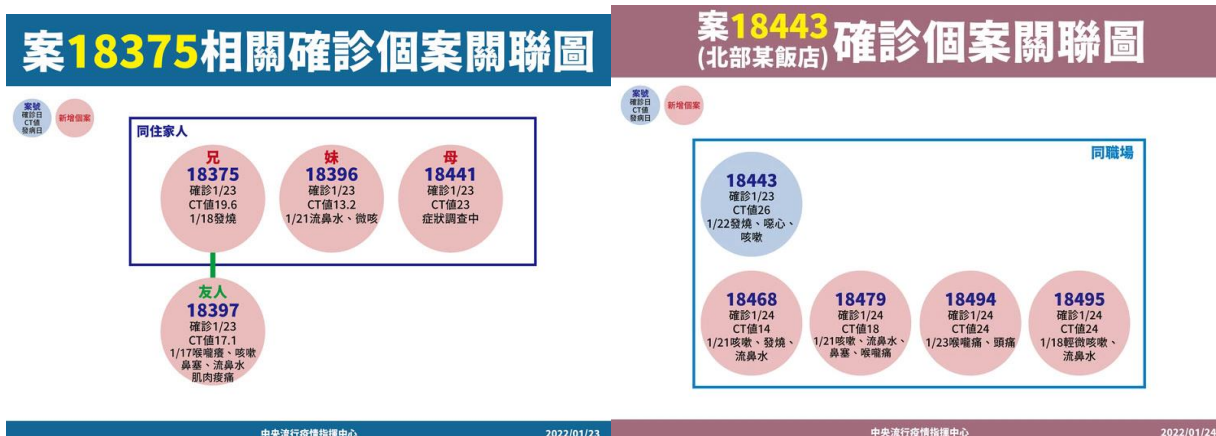 案18375相關確診個案關聯圖
案號
確診日
CT值
發病日
新增個案
同住家人
兄
18375
確診1/23
CT值19.6
1/18發燒
妹
18396
確診1/23
CT值13.2
1/21流鼻水、微咳
母
18441
確診1/23
CT值23
症狀調查中
友人
18397
確診1/23
CT值17.1
1/17喉嚨癢、咳嗽
鼻塞、流鼻水
肌肉痠痛
中央流行疫情指揮中心
2022/01/23
案18443
(北部某飯店)
確診個案關聯圖
案號
確診日
CT值
發病日
新增個案
同職場
18443
確診1/23
CT值26
1/22發燒、噁心、
咳嗽
18468
確診1/24
CT值14
1/21咳嗽、發燒、
流鼻水
18479
確診1/24
CT值18
1/21咳嗽、流鼻水、
鼻塞、喉嚨痛
18494
確診1/24
CT值24
1/23喉嚨痛、頭痛
18495
確診1/24
CT值24
1/18輕微咳嗽、
流鼻水
中央流行疫情指揮中心
2022/01/24